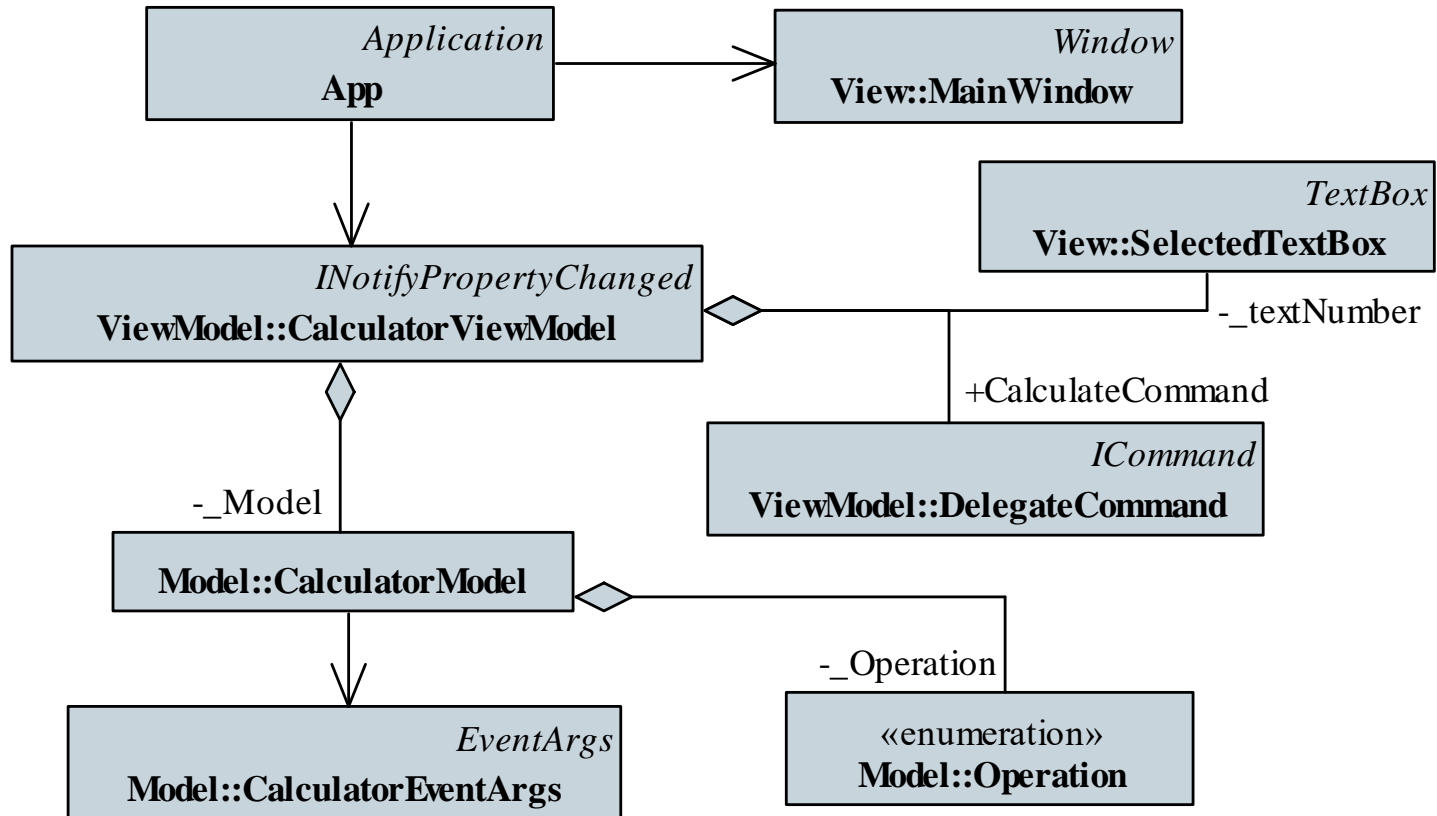 Application
App
Window
View::MainWindow
TextBox
View::SelectedTextBox
INotifyPropertyChanged
ViewModel::CalculatorViewModel
-_textNumber
+CalculateCommand
ICommand
ViewModel::DelegateCommand
-_Model
Model::CalculatorModel
-_Operation
«enumeration»
Model::Operation
EventArgs
Model::CalculatorEventArgs